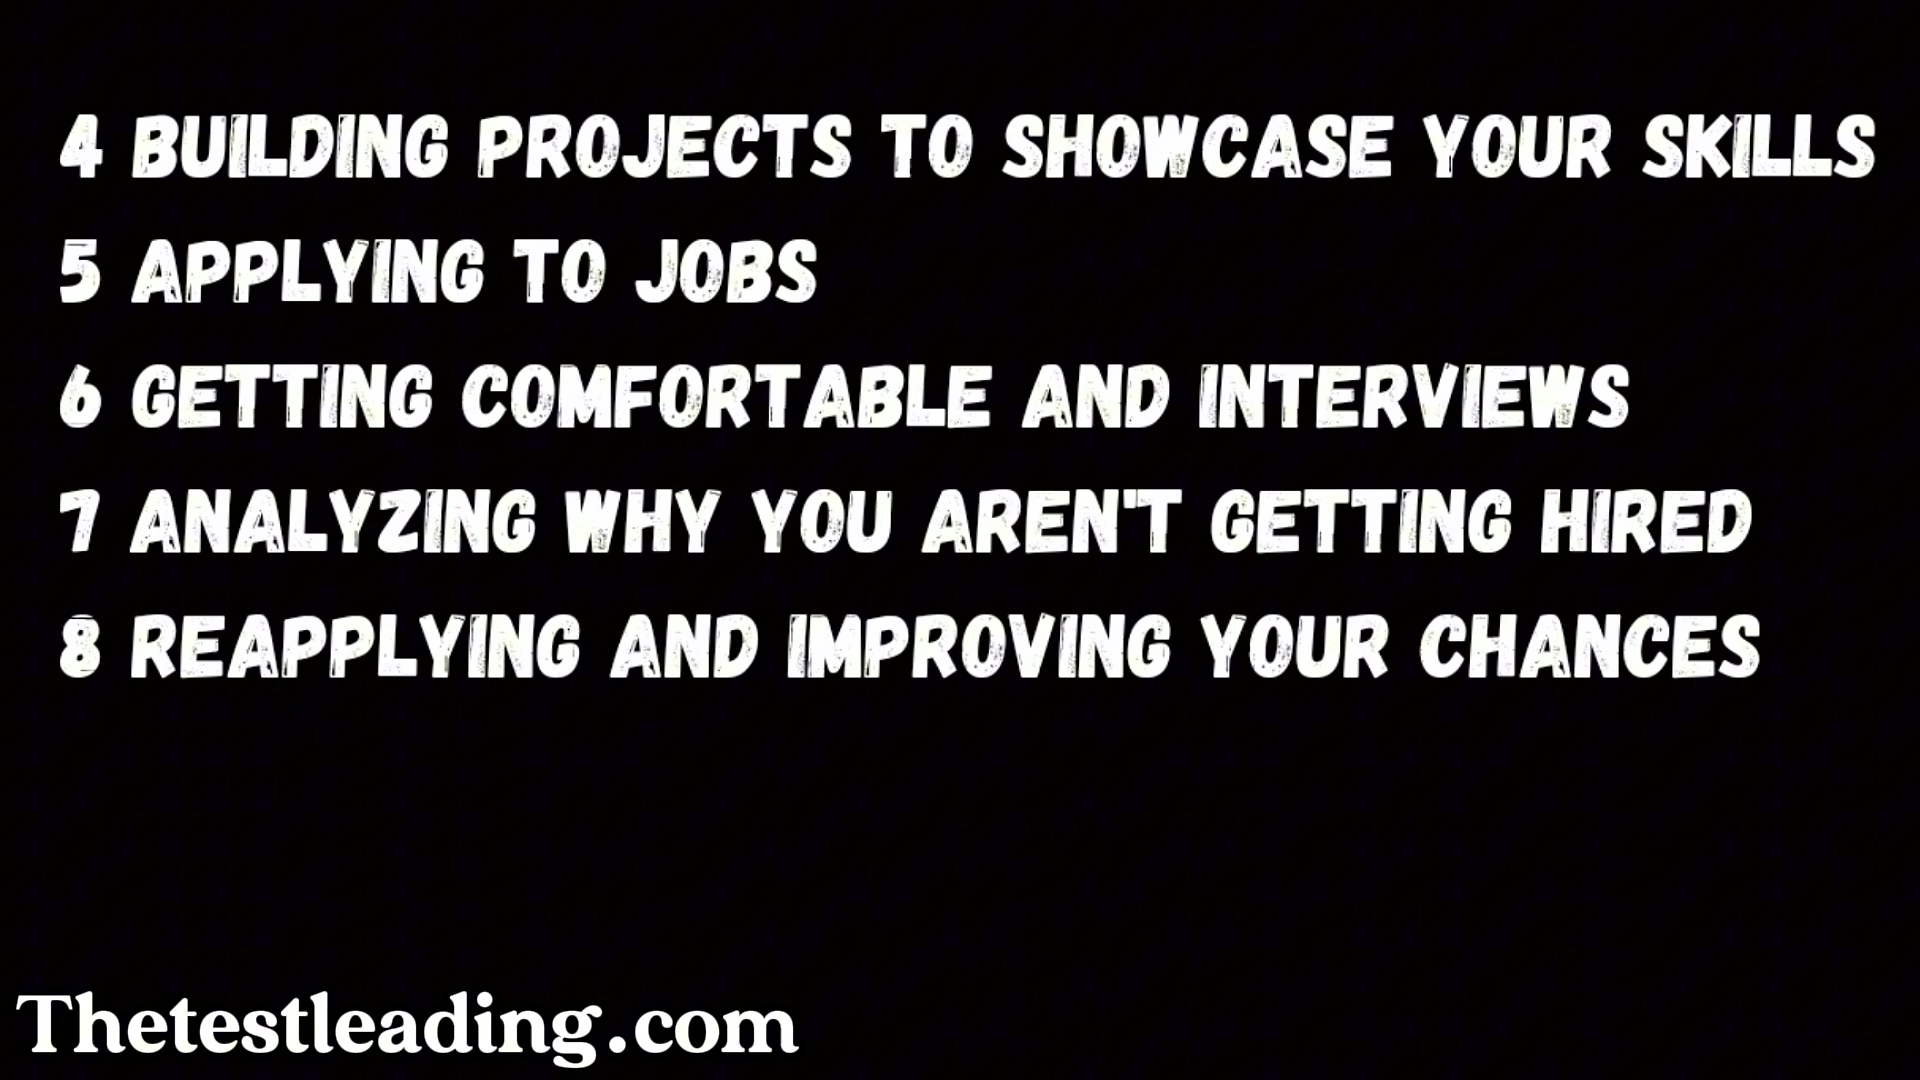 4 BUILDING PROJECTS TO SHOWCASE YOUR SKILLS
5 APPLYING TO JOBS
6 GETTING COMFORTABLE AND INTERVIEWS
7 ANALYZING WHY YOU AREN'T GETTING HIRED
8 REAPPLYING AND IMPROVING YOUR CHANCES
Thetestleading.com